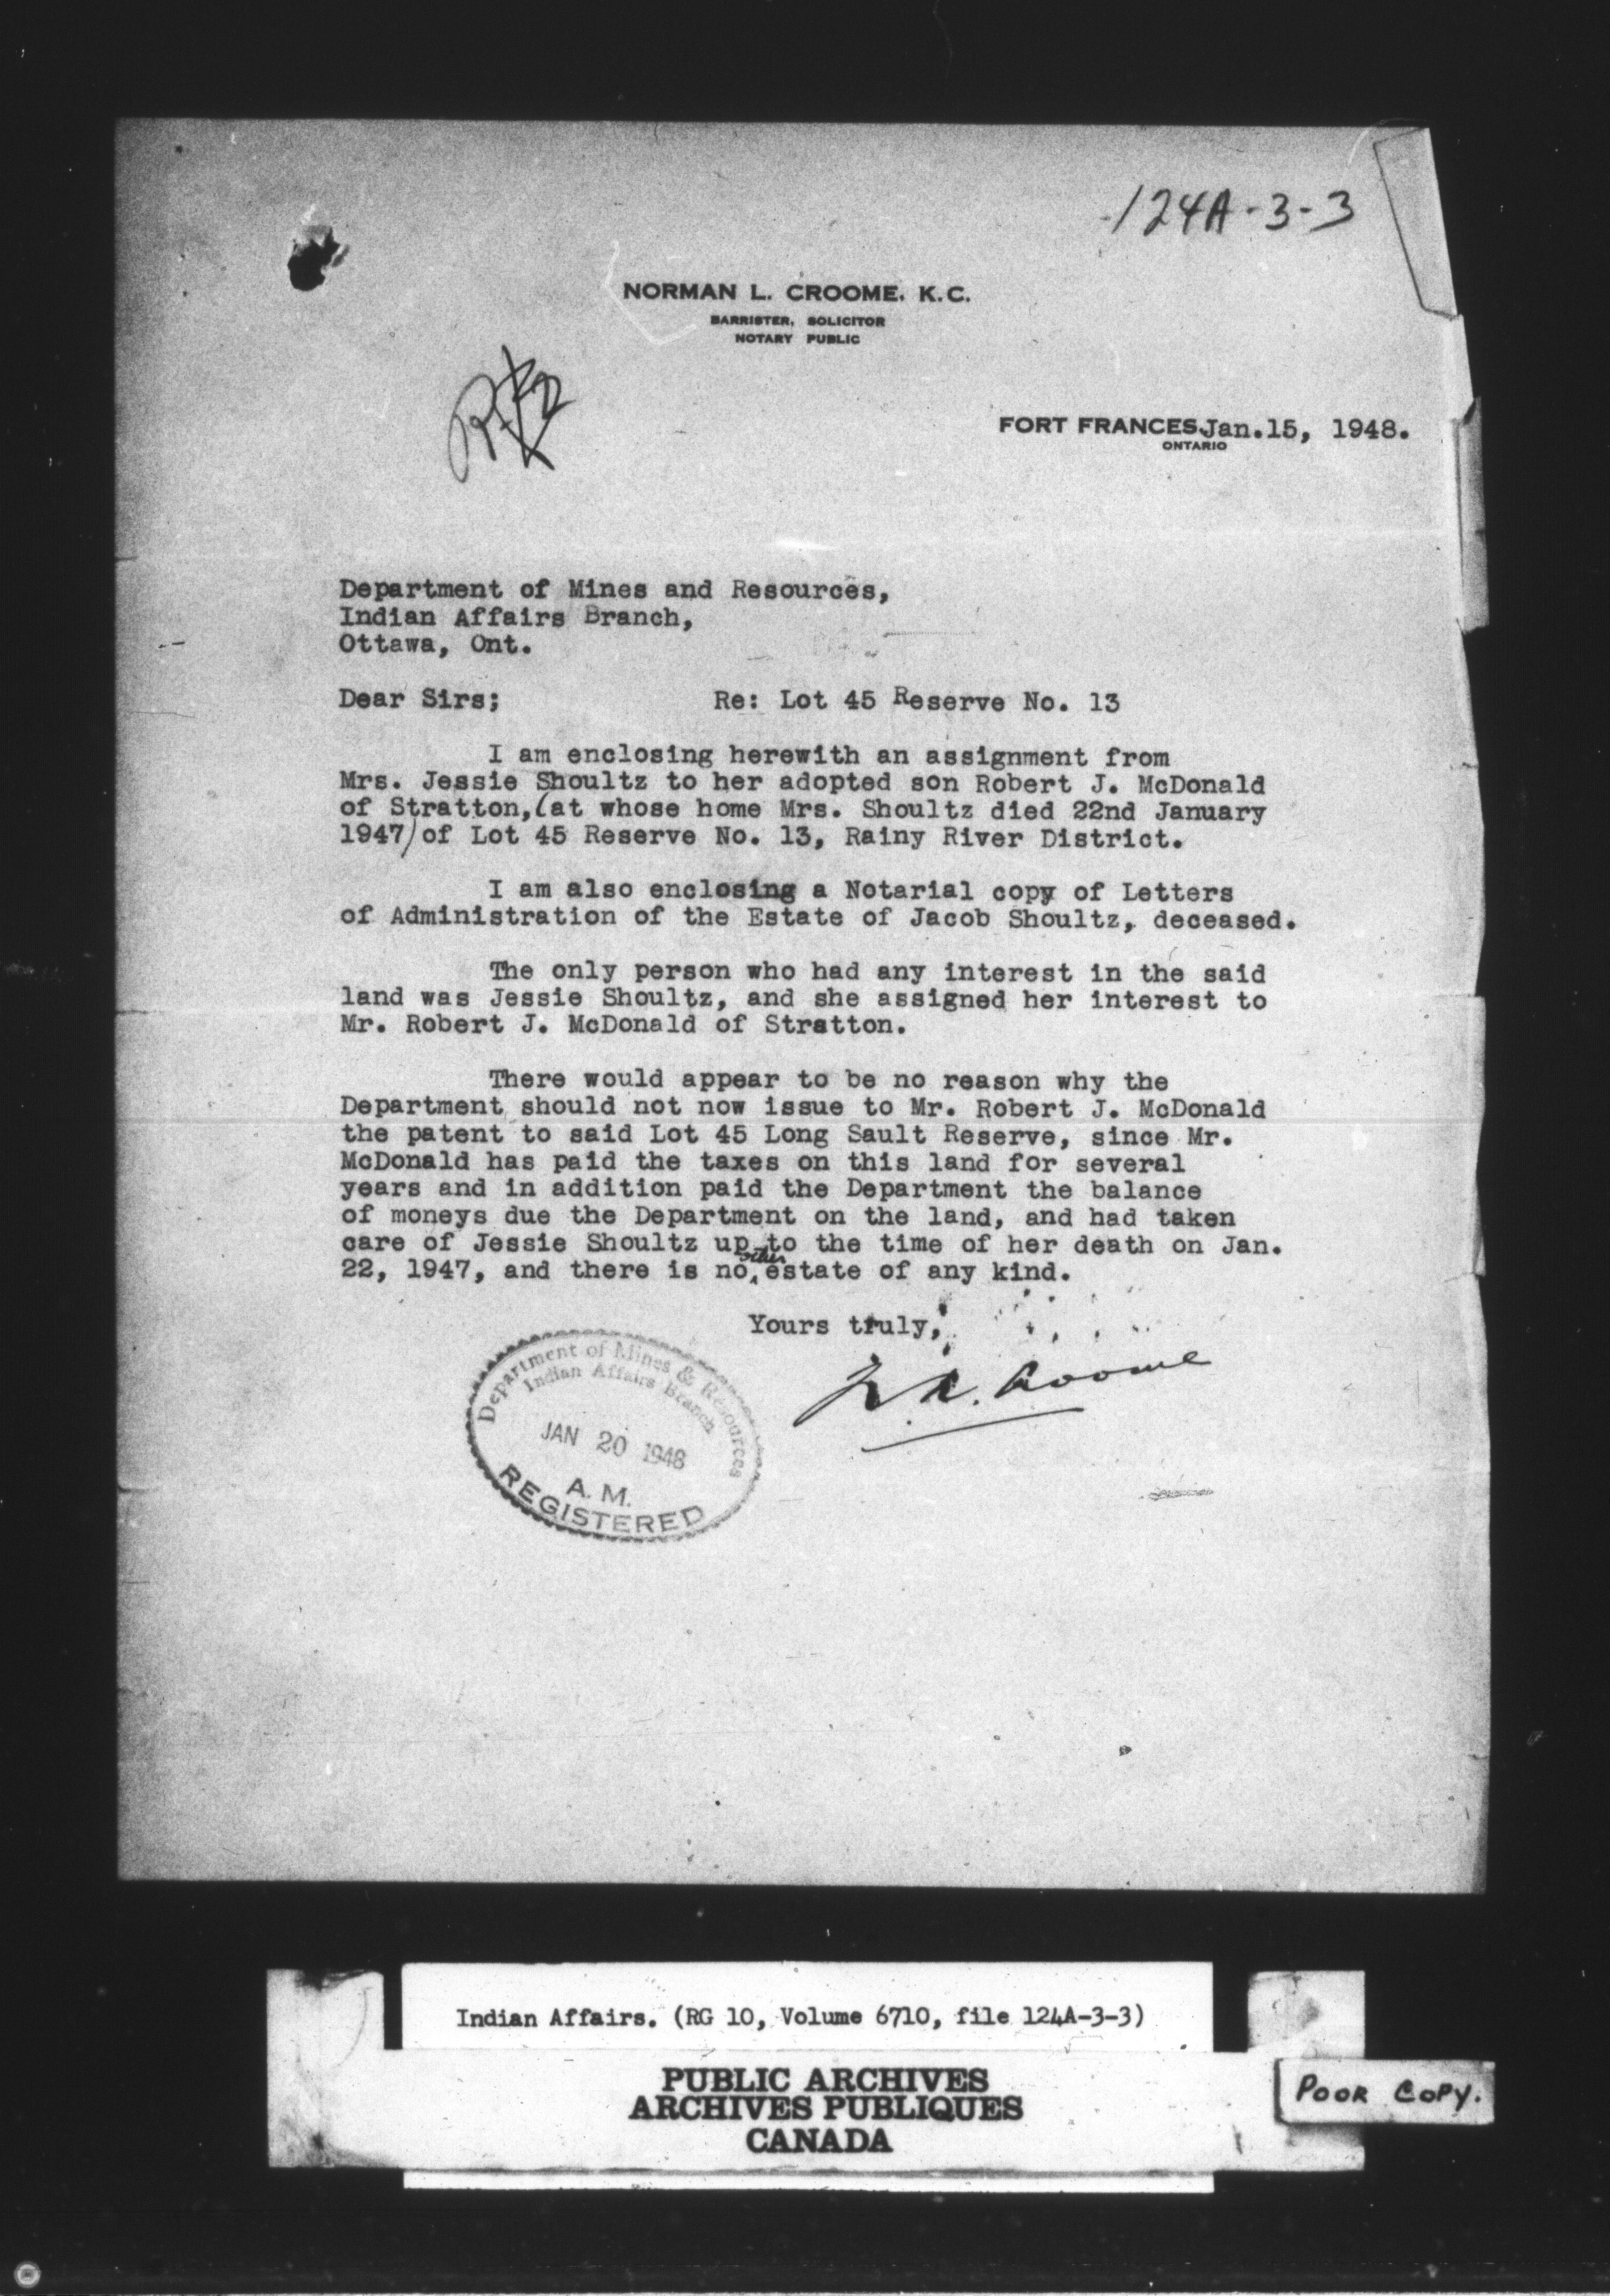 124A-3-3
NORMAN L. CROOME, K.C.
BARRISTER, SOLICITOR
NOTARY PUBLIC
FORT FRANCES Jan.15, 1948.
ONTARIO
Department of Mines and Resources,
Indian Affairs Branch,
Ottawa, Ont.
Dear Sirs; Re: Lot 45 Reserve No. 13
I am enclosing herewith an assignment from
Mrs. Jessie Shoultz to her adopted son Robert J. McDonald
of Stratton,(at whose home Mrs. Shoultz died 22nd January
1947)of Lot 45 Reserve No. 13, Rainy River District.
I am also enclosing a Notarial copy of Letters
of Administration of the Estate of Jacob Shoultz, deceased.
The only person who had any interest in the said
land was Jessie Shoultz, and she assigned her interest to
Mr. Robert J. McDonald of Stratton.
There would appear to be no reason why the
Department should not now issue to Mr. Robert J. McDonald
the patent to said Lot 45 Long Sault Reserve, since Mr.
McDonald has paid the taxes on this land for several
years and in addition paid the Department the balance
of moneys due the Department on the land, and had taken
care of Jessie Shoultz up to the time of her death on Jan.
22, 1947, and there is no other estate of any kind.
Yours truly,
N. L. Croome
Department of Mines & Resources
Indian Affairs Branch
JAN 20 1948
A. M.
REGISTERED
Indian Affairs. (RG 10, Volume 6710, file 124A-3-3)
PUBLIC ARCHIVES
ARCHIVES PUBLIQUES
CANADA
POOR COPY.